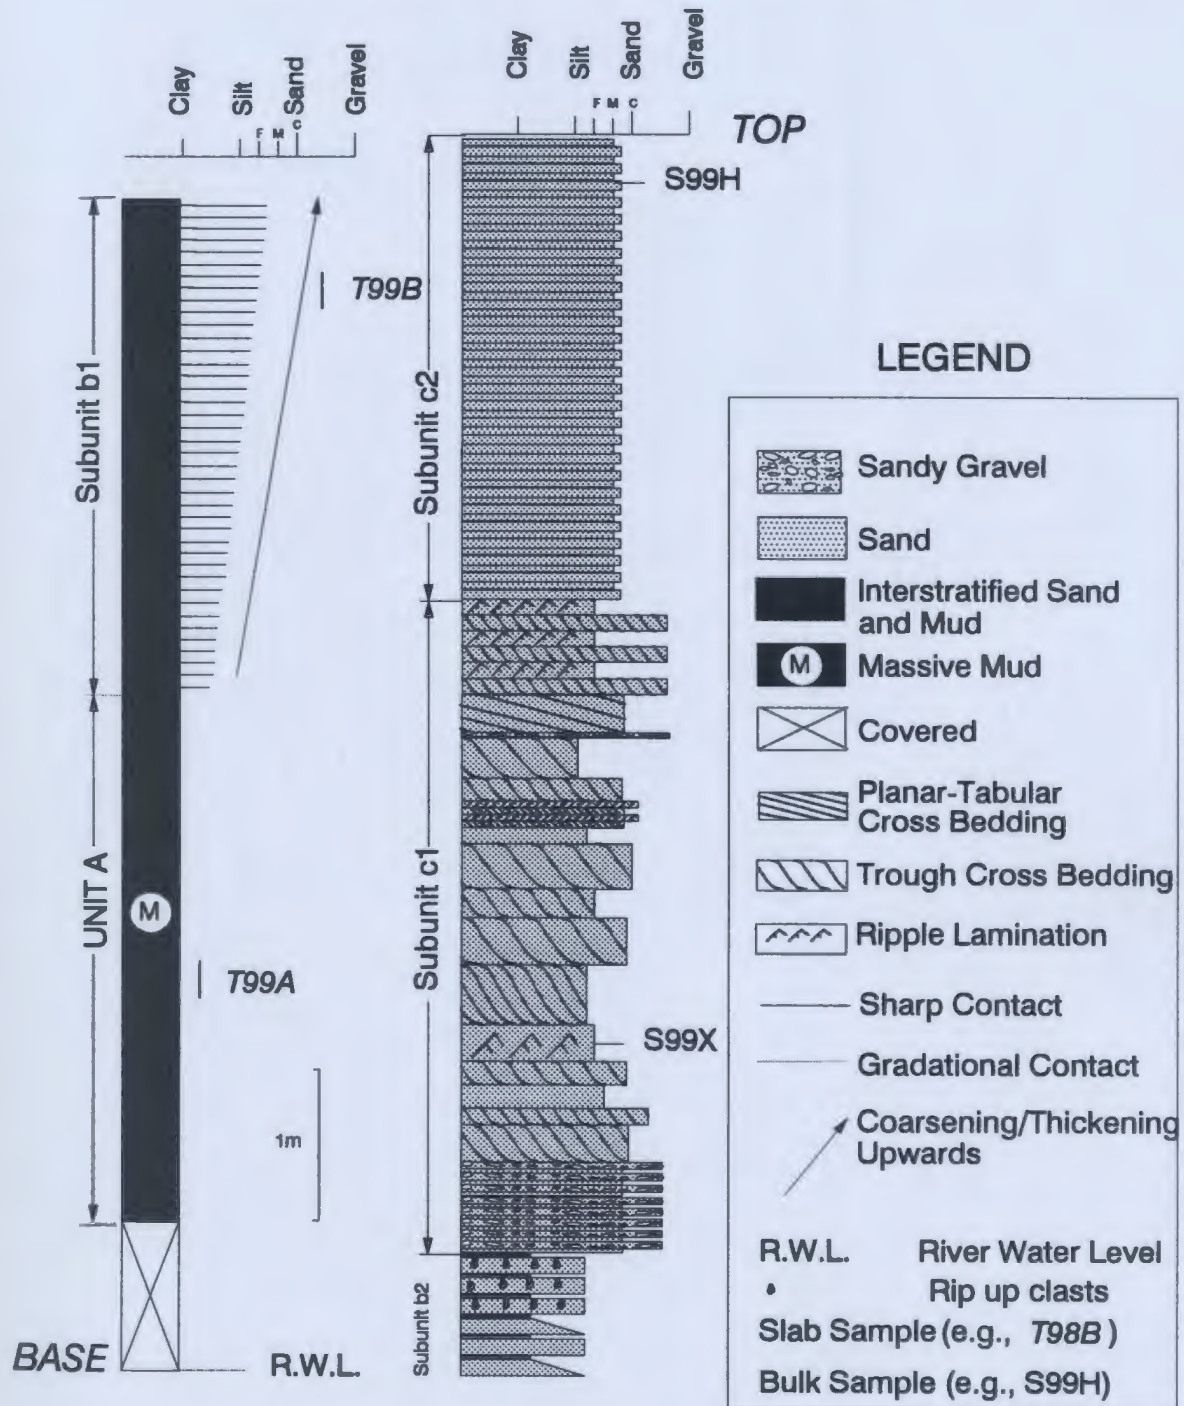 Clay
Silt
F
M
C
Sand
Gravel
Clay
Silt
F
M
C
Sand
Gravel
TOP
S99H
Subunit b1
T99B
Subunit c2
UNIT A
M
T99A
1m
BASE
R.W.L.
Subunit c1
S99X
Subunit b2
LEGEND
Sandy Gravel
Sand
Interstratified Sand
and Mud
M
Massive Mud
Covered
Planar-Tabular
Cross Bedding
Trough Cross Bedding
Ripple Lamination
Sharp Contact
Gradational Contact
Coarsening/Thickening
Upwards
R.W.L. River Water Level
Rip up clasts
Slab Sample (e.g., T98B )
Bulk Sample (e.g., S99H)